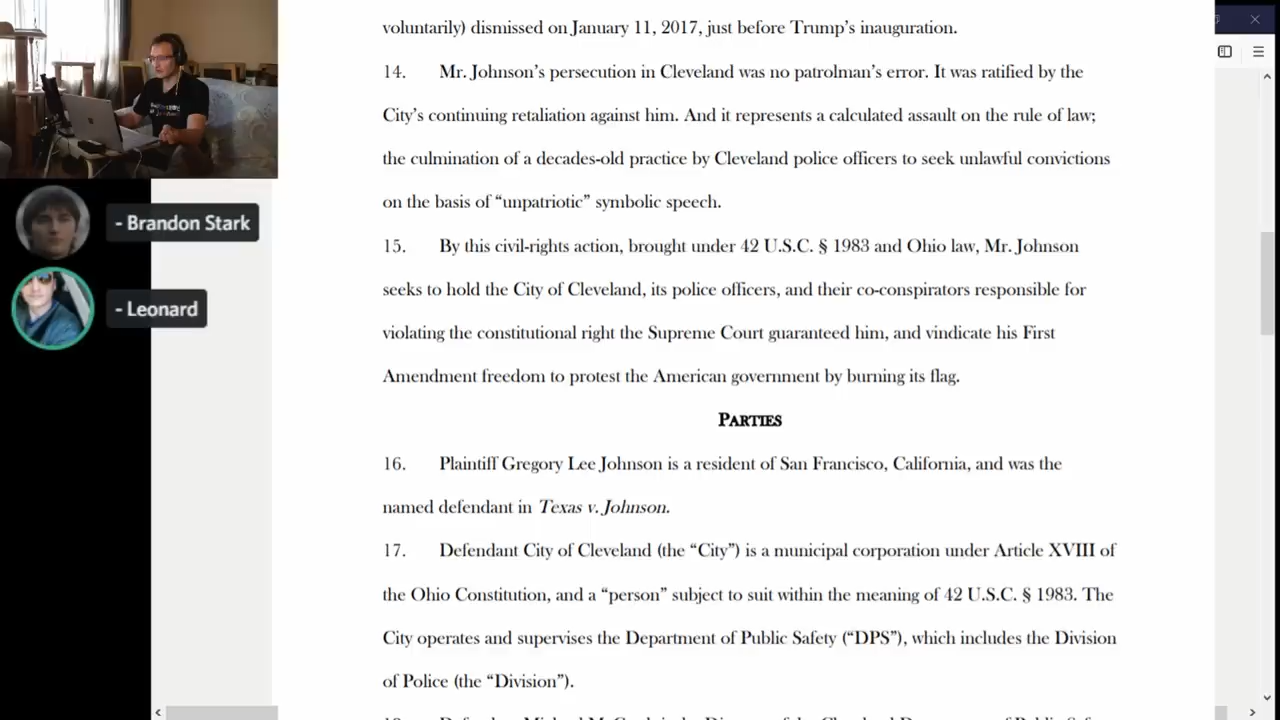 voluntarily) dismissed on January 11, 2017, just before Trump’s inauguration.
14. Mr. Johnson’s persecution in Cleveland was no patrolman’s error. It was ratified by the
City’s continuing retaliation against him. And it represents a calculated assault on the rule of law;
the culmination of a decades-old practice by Cleveland police officers to seek unlawful convictions
on the basis of “unpatriotic” symbolic speech.
15. By this civil-rights action, brought under 42 U.S.C. § 1983 and Ohio law, Mr. Johnson
seeks to hold the City of Cleveland, its police officers, and their co-conspirators responsible for
violating the constitutional right the Supreme Court guaranteed him, and vindicate his First
Amendment freedom to protest the American government by burning its flag.
PARTIES
16. Plaintiff Gregory Lee Johnson is a resident of San Francisco, California, and was the
named defendant in Texas v. Johnson.
17. Defendant City of Cleveland (the “City”) is a municipal corporation under Article XVIII of
the Ohio Constitution, and a “person” subject to suit within the meaning of 42 U.S.C. § 1983. The
City operates and supervises the Department of Public Safety (“DPS”), which includes the Division
of Police (the “Division”).
- Brandon Stark
- Leonard